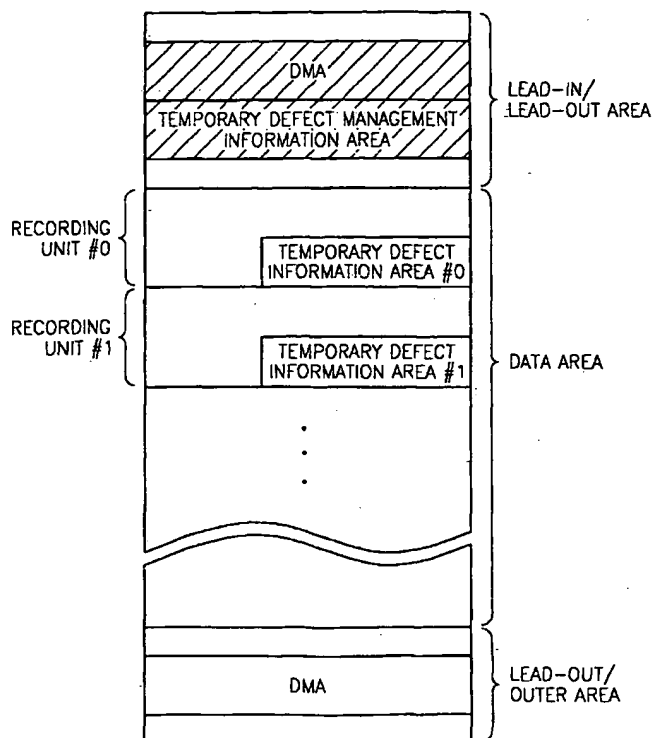 DMA
TEMPORARY DEFECT MANAGEMENT
INFORMATION AREA
LEAD-IN/
LEAD-OUT AREA
RECORDING
UNIT #0
TEMPORARY DEFECT
INFORMATION AREA #0
RECORDING
UNIT #1
TEMPORARY DEFECT
INFORMATION AREA #1
DATA AREA
DMA
LEAD-OUT/
OUTER AREA